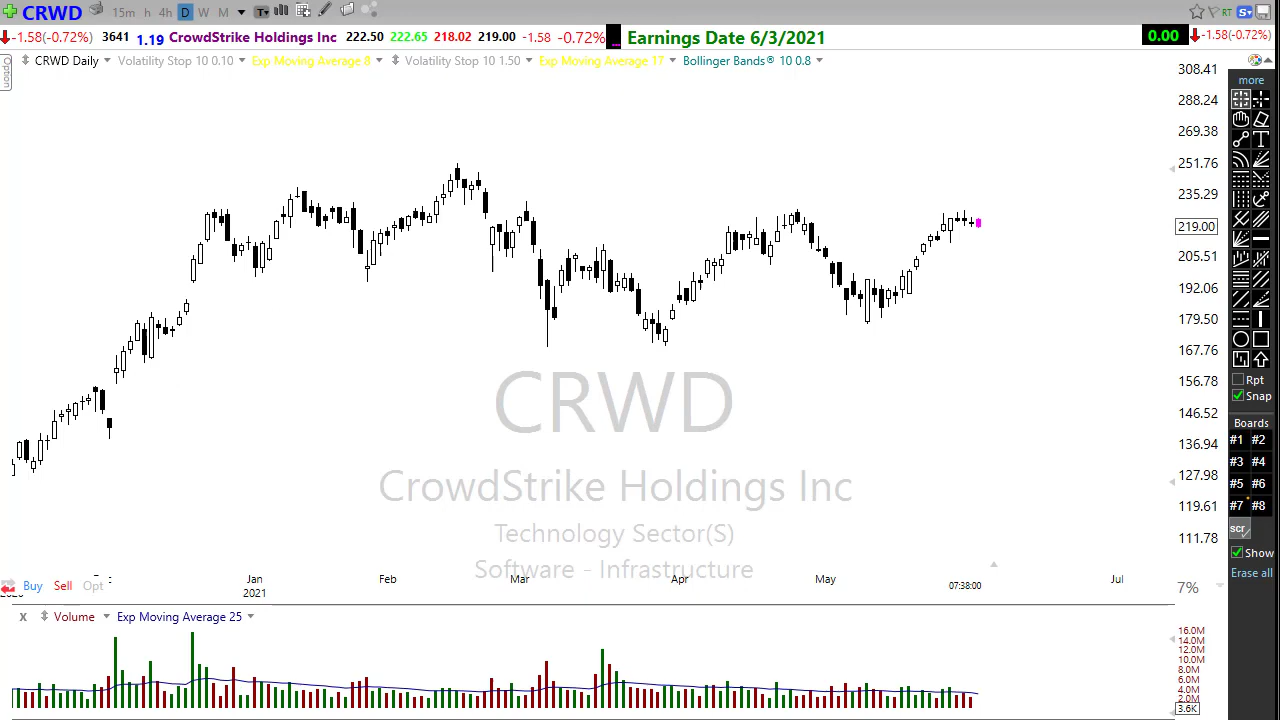 CRWD 15m h 4h D W M T RT S
-1.58(-0.72%) 3641 1.19 CrowdStrike Holdings Inc 222.50 222.65 218.02 219.00 -1.58 -0.72% Earnings Date 6/3/2021 0.00 -1.58(-0.72%)
Option
CRWD Daily Volatility Stop 10 0.10 Exp Moving Average 8 Volatility Stop 10 1.50 Exp Moving Average 17 Bollinger Bands® 10 0.8
308.41
288.24
269.38
251.76
235.29
219.00
205.51
192.06
179.50
167.76
156.78
146.52
136.94
127.98
119.61
111.78
7%
more
Rpt
Snap
Boards
#1 #2
#3 #4
#5 #6
#7 #8
scr
Show
Erase all
CRWD
CrowdStrike Holdings Inc
Technology Sector(S)
Software - Infrastructure
Buy Sell Opt
Jan Feb Mar Apr May 07:38:00 Jul
2021
X Volume Exp Moving Average 25
16.0M
14.0M
12.0M
10.0M
8.0M
6.0M
4.0M
2.0M
3.6K